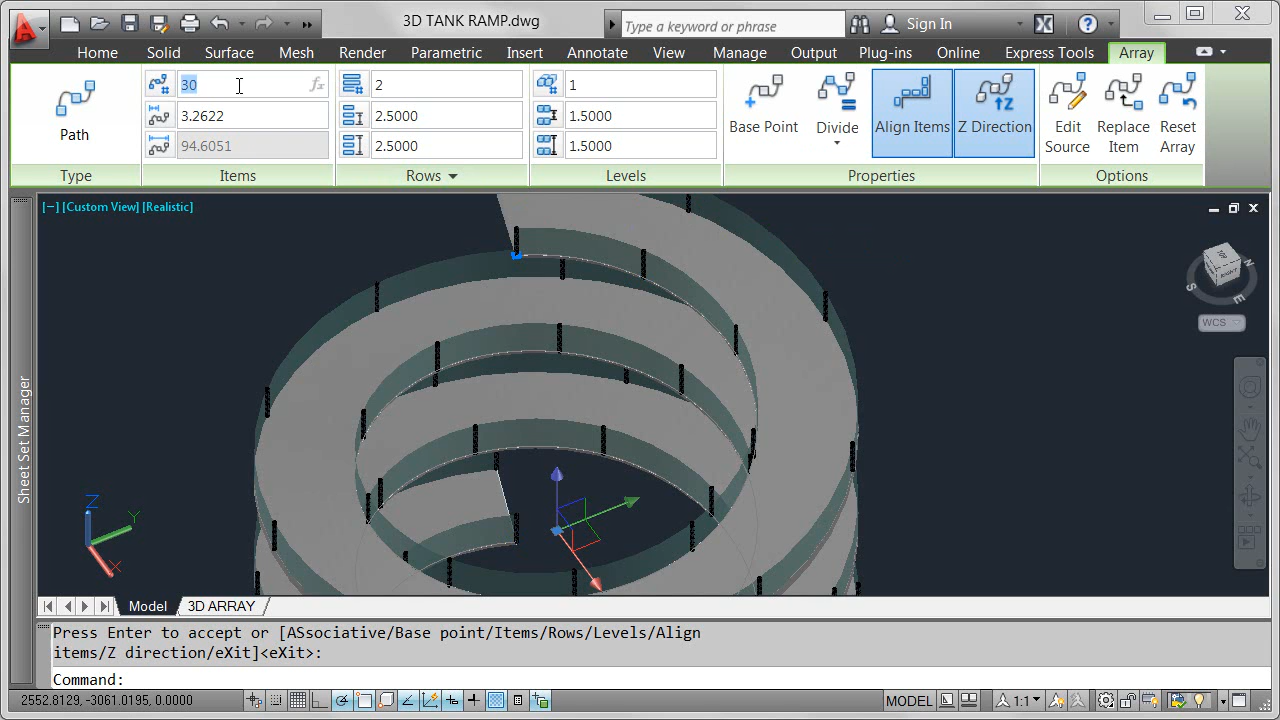 3D TANK RAMP.dwg
Type a keyword or phrase
Sign In
Home Solid Surface Mesh Render Parametric Insert Annotate View Manage Output Plug-ins Online Express Tools Array
30 fx 2 1
3.2622 2.5000 1.5000
94.6051 2.5000 1.5000
Path
Base Point Divide Align Items Z Direction Edit Source Replace Item Reset Array
Type Items Rows Levels Properties Options
[−] [Custom View] [Realistic]
WCS
S
E
Z
Y
X
Sheet Set Manager
Model 3D ARRAY
Press Enter to accept or [ASsociative/Base point/Items/Rows/Levels/Align
items/Z direction/eXit]<eXit>:
Command:
2552.8129, -3061.0195, 0.0000 MODEL 1:1